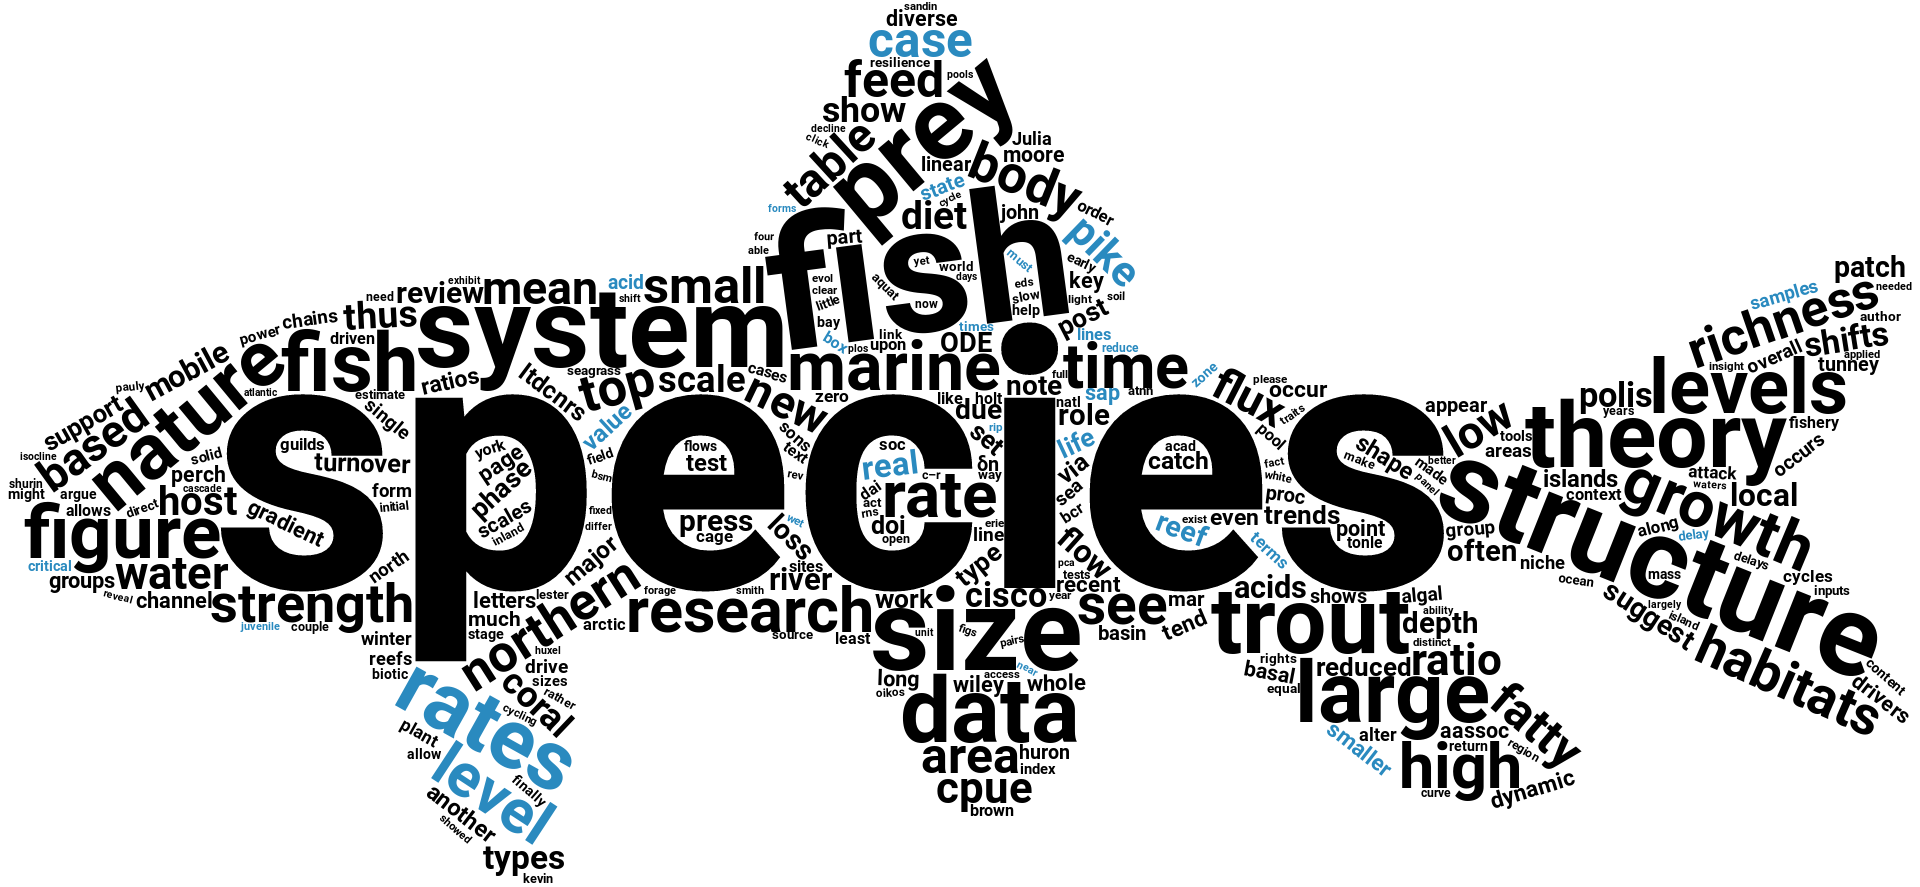 sandin
diverse
case
resilience
feed
pools
show
prey
decline
click
table
Julia
moore
linear
body
state
cycle
forms
diet
john
order
fish
four
able
part
pike
yet
world
days
must
early
key
evol
clear
little
aquat
now
eds
slow
help
light
soil
post
bay
box
plos
link
upon
times
ODE
lines
reduce
exhibit
need
review
mean
acid
shift
small
power
chains
thus
system
driven
fish
marine
time
full
note
mobile
nature
pauly
support
based
atlantic
estimate
ratios
ltdcnrs
seagrass
top
scale
cases
new
zero
like
holt
natl
sap
atnh
zone
flux
please
occur
traits
isocline
single
value
sons
text
due
role
set
rip
life
pool
species
shurin
might
argue
allows
direct
solid
perch
cascade
host
guilds
turnover
gradient
form
initial
york
page
phase
scales
inland
field
bsm
fixed
differ
flows
test
press
cage
rev
wet
loss
sites
soc
real
c–r
dai
act
rns
rate
doi
open
δn
way
erie
line
via
sea
bcr
flow
pca
tests
acad
catch
reef
exist
even
fact
white
proc
trends
terms
shape
make
made
panel
better
point
tonle
figure
critical
groups
water
reveal
channel
north
major
strength
juvenile
couple
winter
reefs
biotic
letters
lester
much
stage
northern
huxel
drive
sizes
rather
arctic
forage
research
smith
source
river
least
work
type
cisco
year
recent
size
unit
figs
pairs
near
access
long
oikos
wiley
whole
data
area
huron
index
cpue
brown
see
mar
basin
tend
acids
shows
algal
ability
trout
depth
distinct
rights
basal
equal
reduced
ratio
large
fatty
smaller
alter
aassoc
return
region
high
curve
dynamic
rates
coral
cycling
plant
allow
level
finally
another
showed
types
kevin
patch
samples
richness
needed
author
insight
overall
shifts
applied
tunney
polis
years
levels
appear
low
tools
areas
theory
fishery
occurs
structure
islands
context
attack
waters
growth
local
group
often
niche
ocean
along
delay
delays
mass
cycles
inputs
suggest
largely
island
habitats
content
drivers